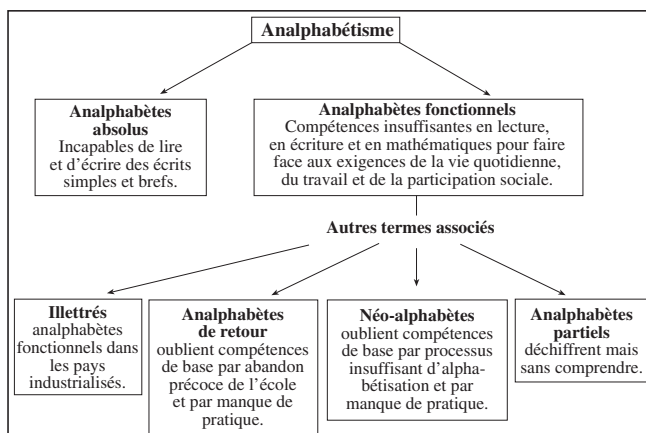 Analphabétisme
Analphabètes
absolus
Incapables de lire
et d'écrire des écrits
simples et brefs.
Analphabètes fonctionnels
Compétences insuffisantes en lecture,
en écriture et en mathématiques pour faire
face aux exigences de la vie quotidienne,
du travail et de la participation sociale.
Autres termes associés
Illettrés
analphabètes
fonctionnels dans
les pays
industrialisés.
Analphabètes
de retour
oublient compétences
de base par abandon
précoce de l'école
et par manque de
pratique.
Néo-alphabètes
oublient compétences
de base par processus
insuffisant d'alpha-
bétisation et par
manque de pratique.
Analphabètes
partiels
déchiffrent mais
sans comprendre.